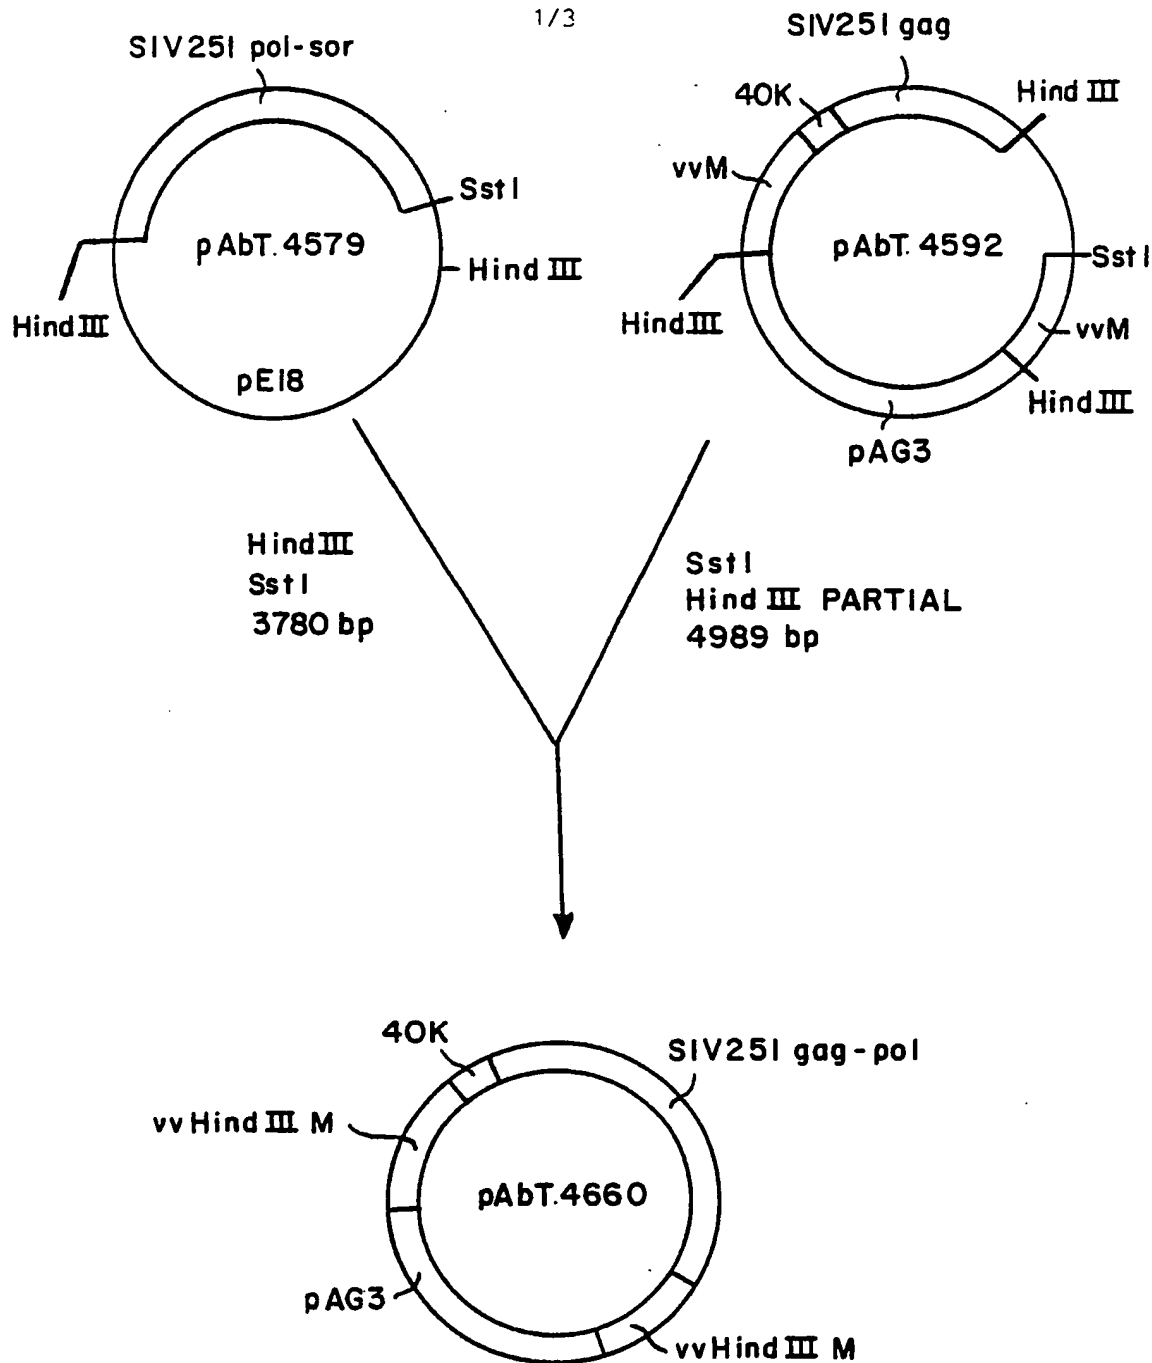 1/3
SIV251 pol-sor
SstI
pAbT.4579
Hind III
Hind III
pE18
SIV251 gag
40K
Hind III
vvM
pAbT.4592
SstI
Hind III
vvM
Hind III
pAG3
Hind III
SstI
3780 bp
SstI
Hind III PARTIAL
4989 bp
40K
SIV251 gag-pol
vvHind III M
pAbT.4660
pAG3
vvHind III M